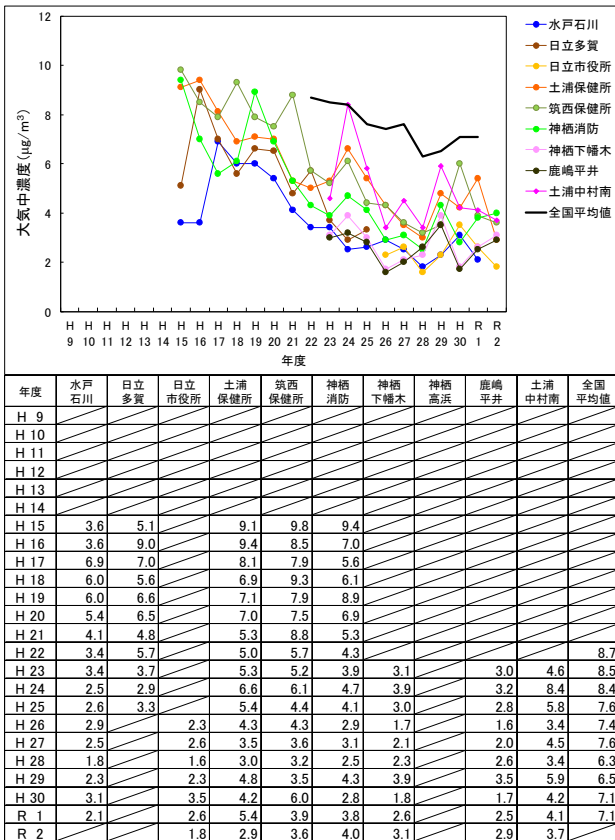 12
10
8
6
4
2
0
大気中濃度(μg/m³)
H H H H H H H H H H H H H H H H H H H H H H R R
9 10 11 12 13 14 15 16 17 18 19 20 21 22 23 24 25 26 27 28 29 30 1 2
年度
水戸石川
日立多賀
日立市役所
土浦保健所
筑西保健所
神栖消防
神栖下幡木
鹿嶋平井
土浦中村南
全国平均値
年度 水戸石川 日立多賀 日立市役所 土浦保健所 筑西保健所 神栖消防 神栖下幡木 神栖高浜 鹿嶋平井 土浦中村南 全国平均値
H 9
H 10
H 11
H 12
H 13
H 14
H 15 3.6 5.1 9.1 9.8 9.4
H 16 3.6 9.0 9.4 8.5 7.0
H 17 6.9 7.0 8.1 7.9 5.6
H 18 6.0 5.6 6.9 9.3 6.1
H 19 6.0 6.6 7.1 7.9 8.9
H 20 5.4 6.5 7.0 7.5 6.9
H 21 4.1 4.8 5.3 8.8 5.3
H 22 3.4 5.7 5.0 5.7 4.3 8.7
H 23 3.4 3.7 5.3 5.2 3.9 3.1 3.0 4.6 8.5
H 24 2.5 2.9 6.6 6.1 4.7 3.9 3.2 8.4 8.4
H 25 2.6 3.3 5.4 4.4 4.1 3.0 2.8 5.8 7.6
H 26 2.9 2.3 4.3 4.3 2.9 1.7 1.6 3.4 7.4
H 27 2.5 2.6 3.5 3.6 3.1 2.1 2.0 4.5 7.6
H 28 1.8 1.6 3.0 3.2 2.5 2.3 2.6 3.4 6.3
H 29 2.3 2.3 4.8 3.5 4.3 3.9 3.5 5.9 6.5
H 30 3.1 3.5 4.2 6.0 2.8 1.8 1.7 4.2 7.1
R 1 2.1 2.6 5.4 3.9 3.8 2.6 2.5 4.1 7.1
R 2 1.8 2.9 3.6 4.0 3.1 2.9 3.7